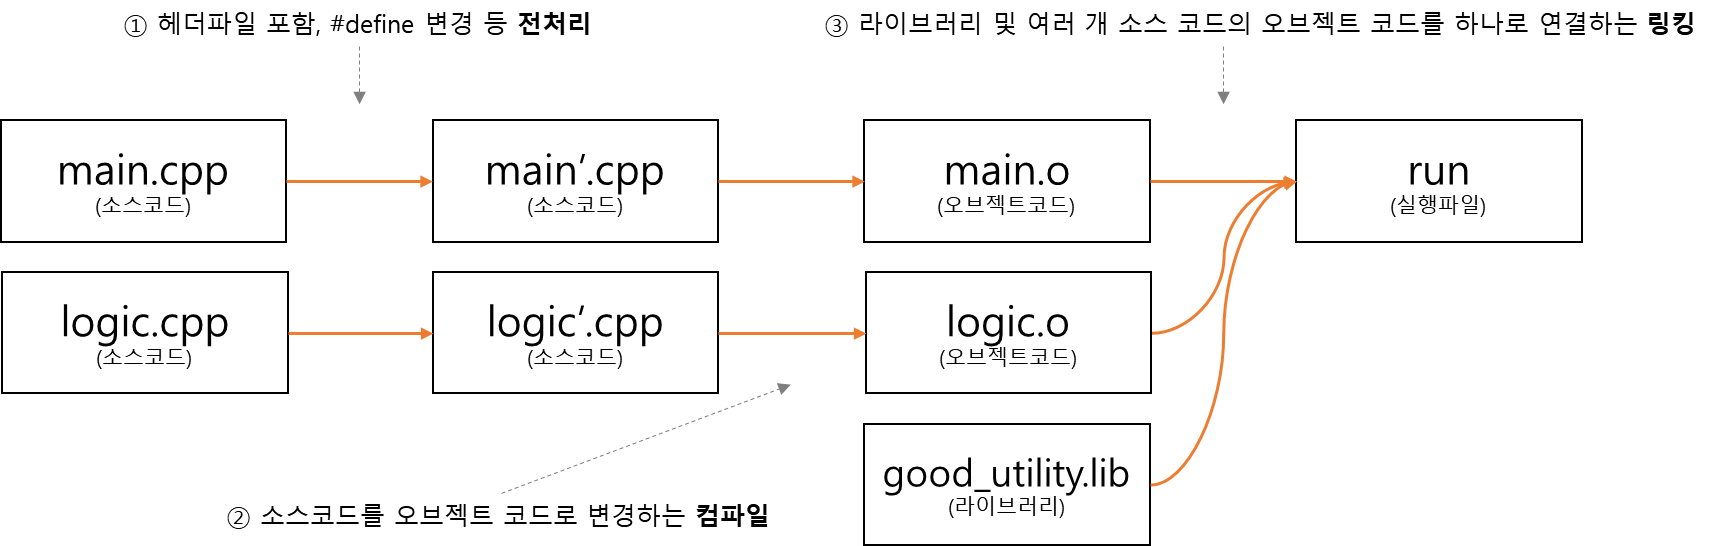 ① 헤더파일 포함, #define 변경 등 전처리
③ 라이브러리 및 여러 개 소스 코드의 오브젝트 코드를 하나로 연결하는 링킹
main.cpp
(소스코드)
main’.cpp
(소스코드)
main.o
(오브젝트코드)
run
(실행파일)
logic.cpp
(소스코드)
logic’.cpp
(소스코드)
logic.o
(오브젝트코드)
good_utility.lib
(라이브러리)
② 소스코드를 오브젝트 코드로 변경하는 컴파일